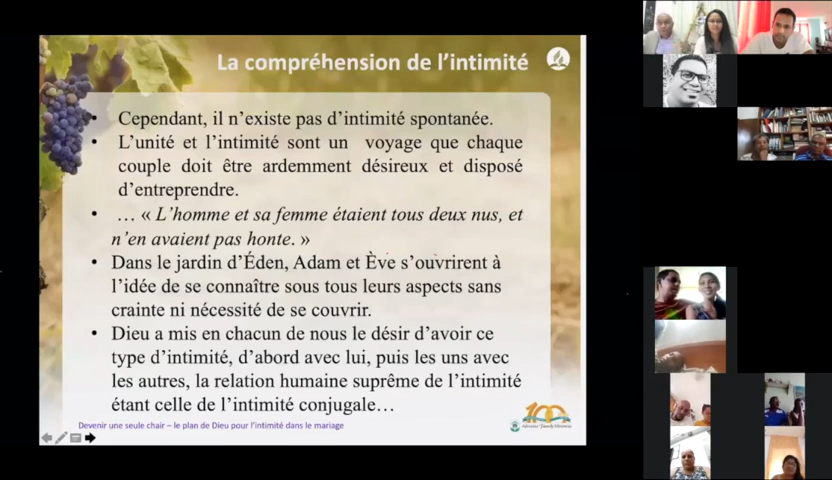 La compréhension de l'intimité
• Cependant, il n'existe pas d'intimité spontanée.
• L'unité et l'intimité sont un voyage que chaque
couple doit être ardemment désireux et disposé
d'entreprendre.
• … « L'homme et sa femme étaient tous deux nus, et
n'en avaient pas honte. »
• Dans le jardin d'Éden, Adam et Ève s'ouvrirent à
l'idée de se connaître sous tous leurs aspects sans
crainte ni nécessité de se couvrir.
• Dieu a mis en chacun de nous le désir d'avoir ce
type d'intimité, d'abord avec lui, puis les uns avec
les autres, la relation humaine suprême de l'intimité
étant celle de l'intimité conjugale…
100
Adventist Family Ministries
Devenir une seule chair – le plan de Dieu pour l'intimité dans le mariage